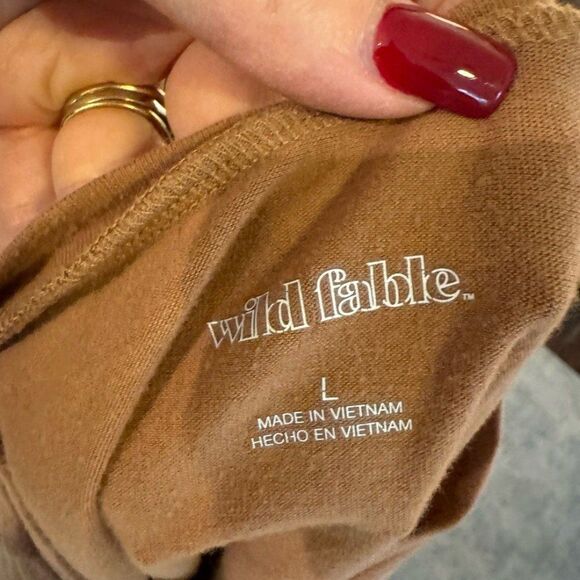 wild fable™
L
MADE IN VIETNAM
HECHO EN VIETNAM